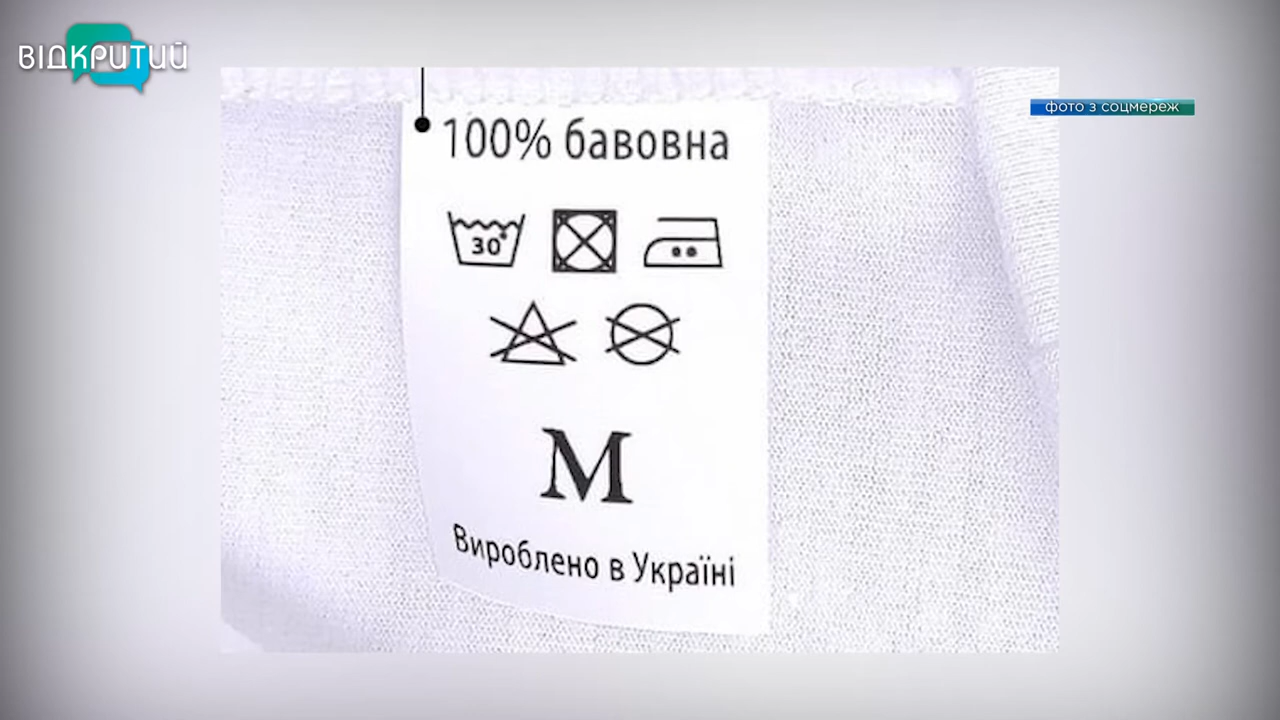 ВІДКРИТИЙ
фото з соцмереж
100% бавовна
30°
M
Вироблено в Україні